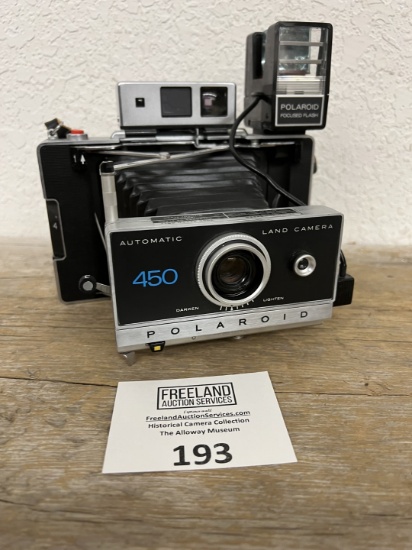 POLAROID
FOCUSED FLASH
AUTOMATIC LAND CAMERA
450
DARKEN LIGHTEN
POLAROID
FREELAND
AUCTION SERVICES
FreelandAuctionServices.com
Historical Camera Collection
The Alloway Museum
193